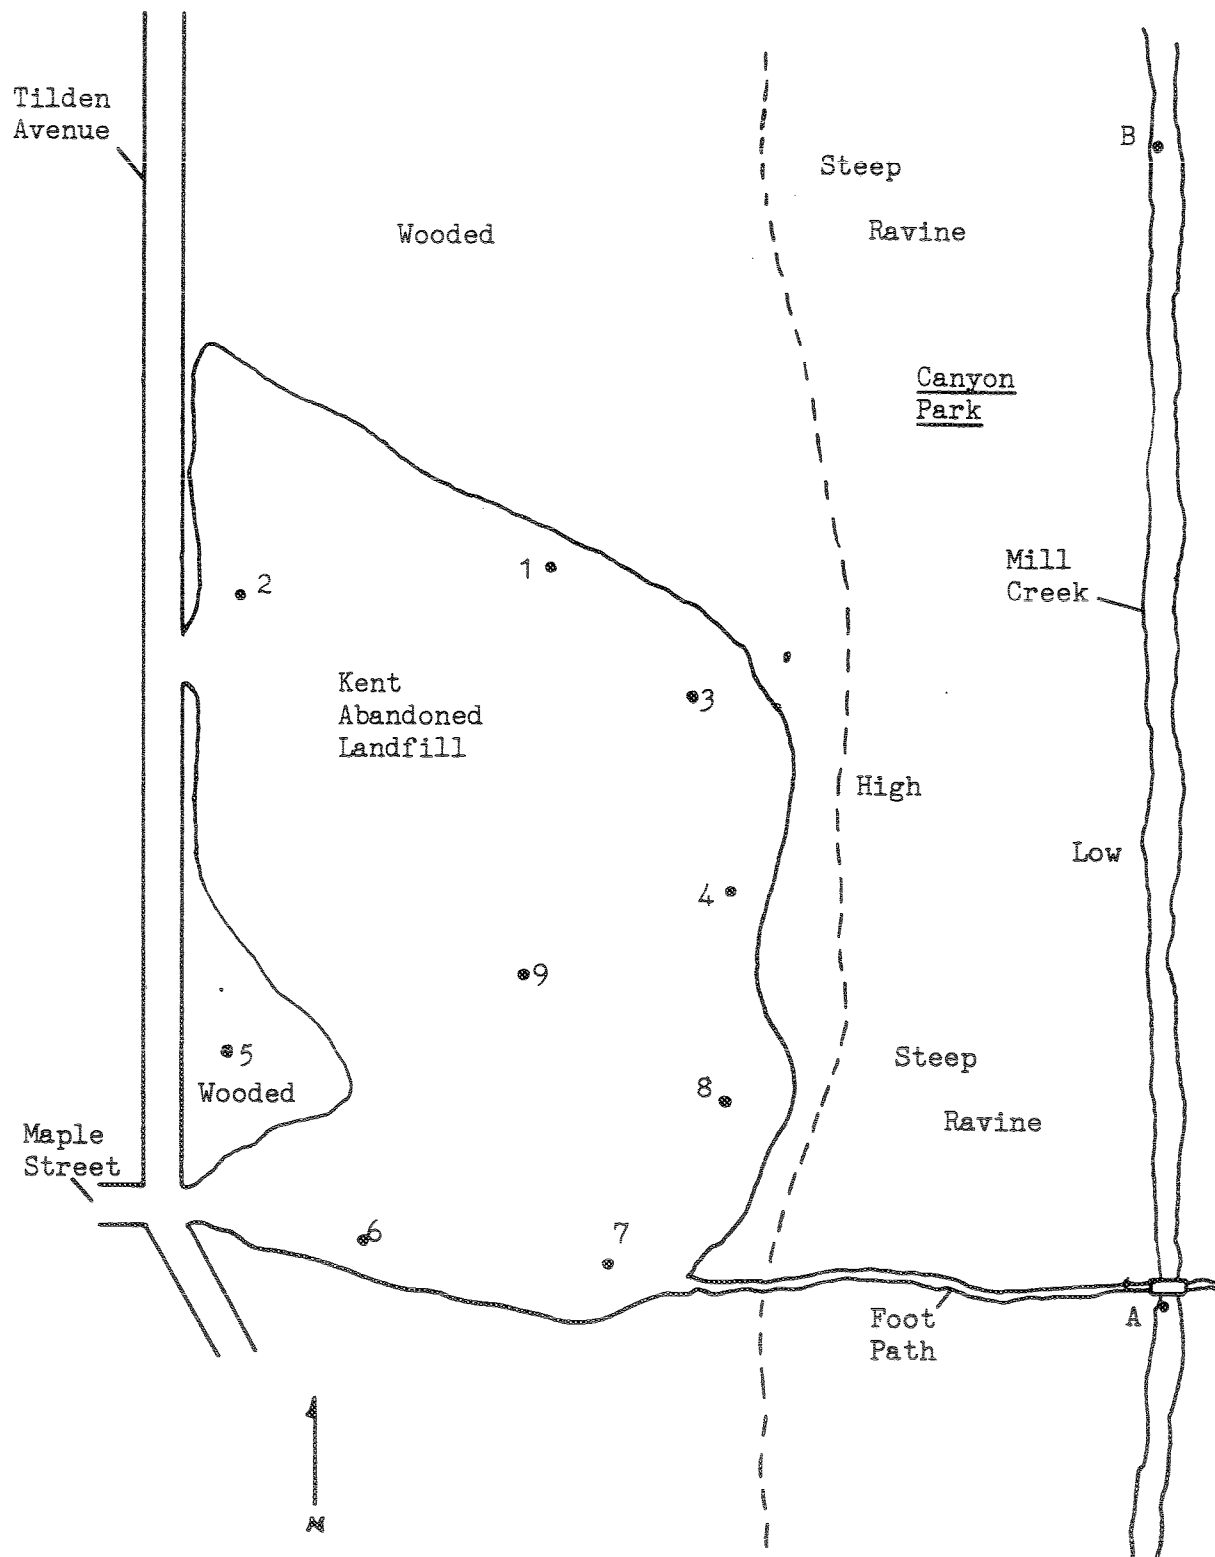 Tilden
Avenue
B
Steep
Ravine
Wooded
Canyon
Park
Mill
Creek
1
2
3
Kent
Abandoned
Landfill
High
Low
4
9
5
Wooded
Steep
Ravine
8
Maple
Street
6
7
A
Foot
Path
N